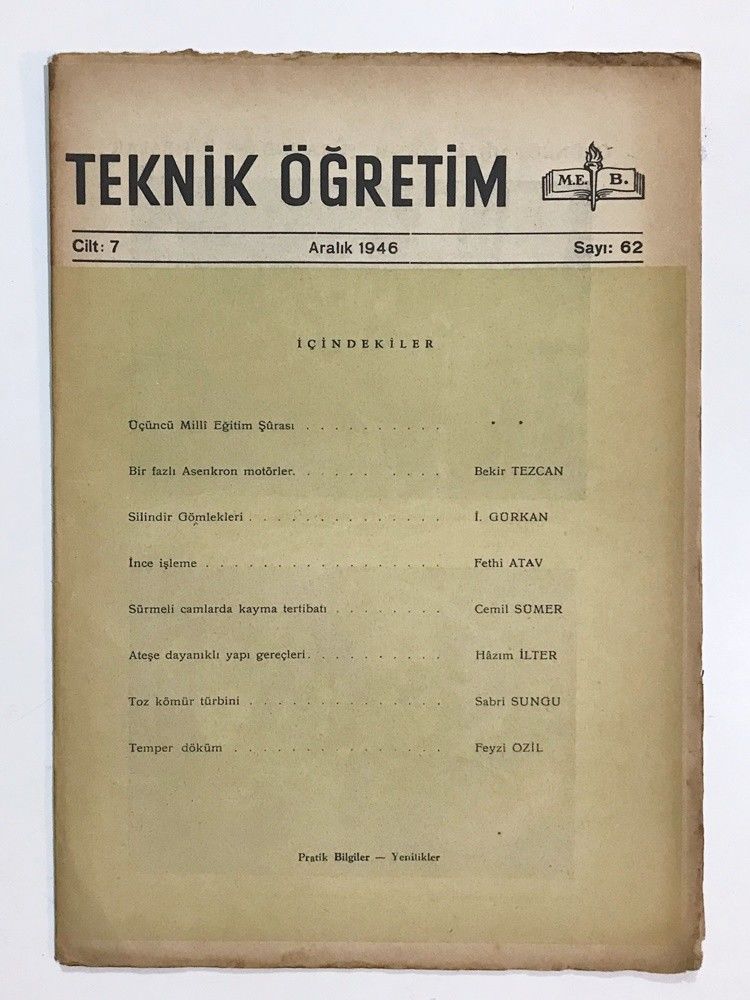 TEKNİK ÖĞRETİM
M.E. B.
Cilt: 7 Aralık 1946 Sayı: 62
İÇİNDEKİLER
Üçüncü Millî Eğitim Şûrası . . . . . . . . . .
Bir fazlı Asenkron motörler. . . . . . . . . . Bekir TEZCAN
Silindir Gömlekleri . . . . . . . . . . . . . . İ. GÜRKAN
İnce işleme . . . . . . . . . . . . . . . . . Fethi ATAV
Sürmeli camlarda kayma tertibatı . . . . . . . . Cemil SÜMER
Ateşe dayanıklı yapı gereçleri. . . . . . . . . . Hâzım İLTER
Toz kömür türbini . . . . . . . . . . . . . . Sabri SUNGU
Temper döküm . . . . . . . . . . . . . . . Feyzi ÖZİL
Pratik Bilgiler — Yenilikler